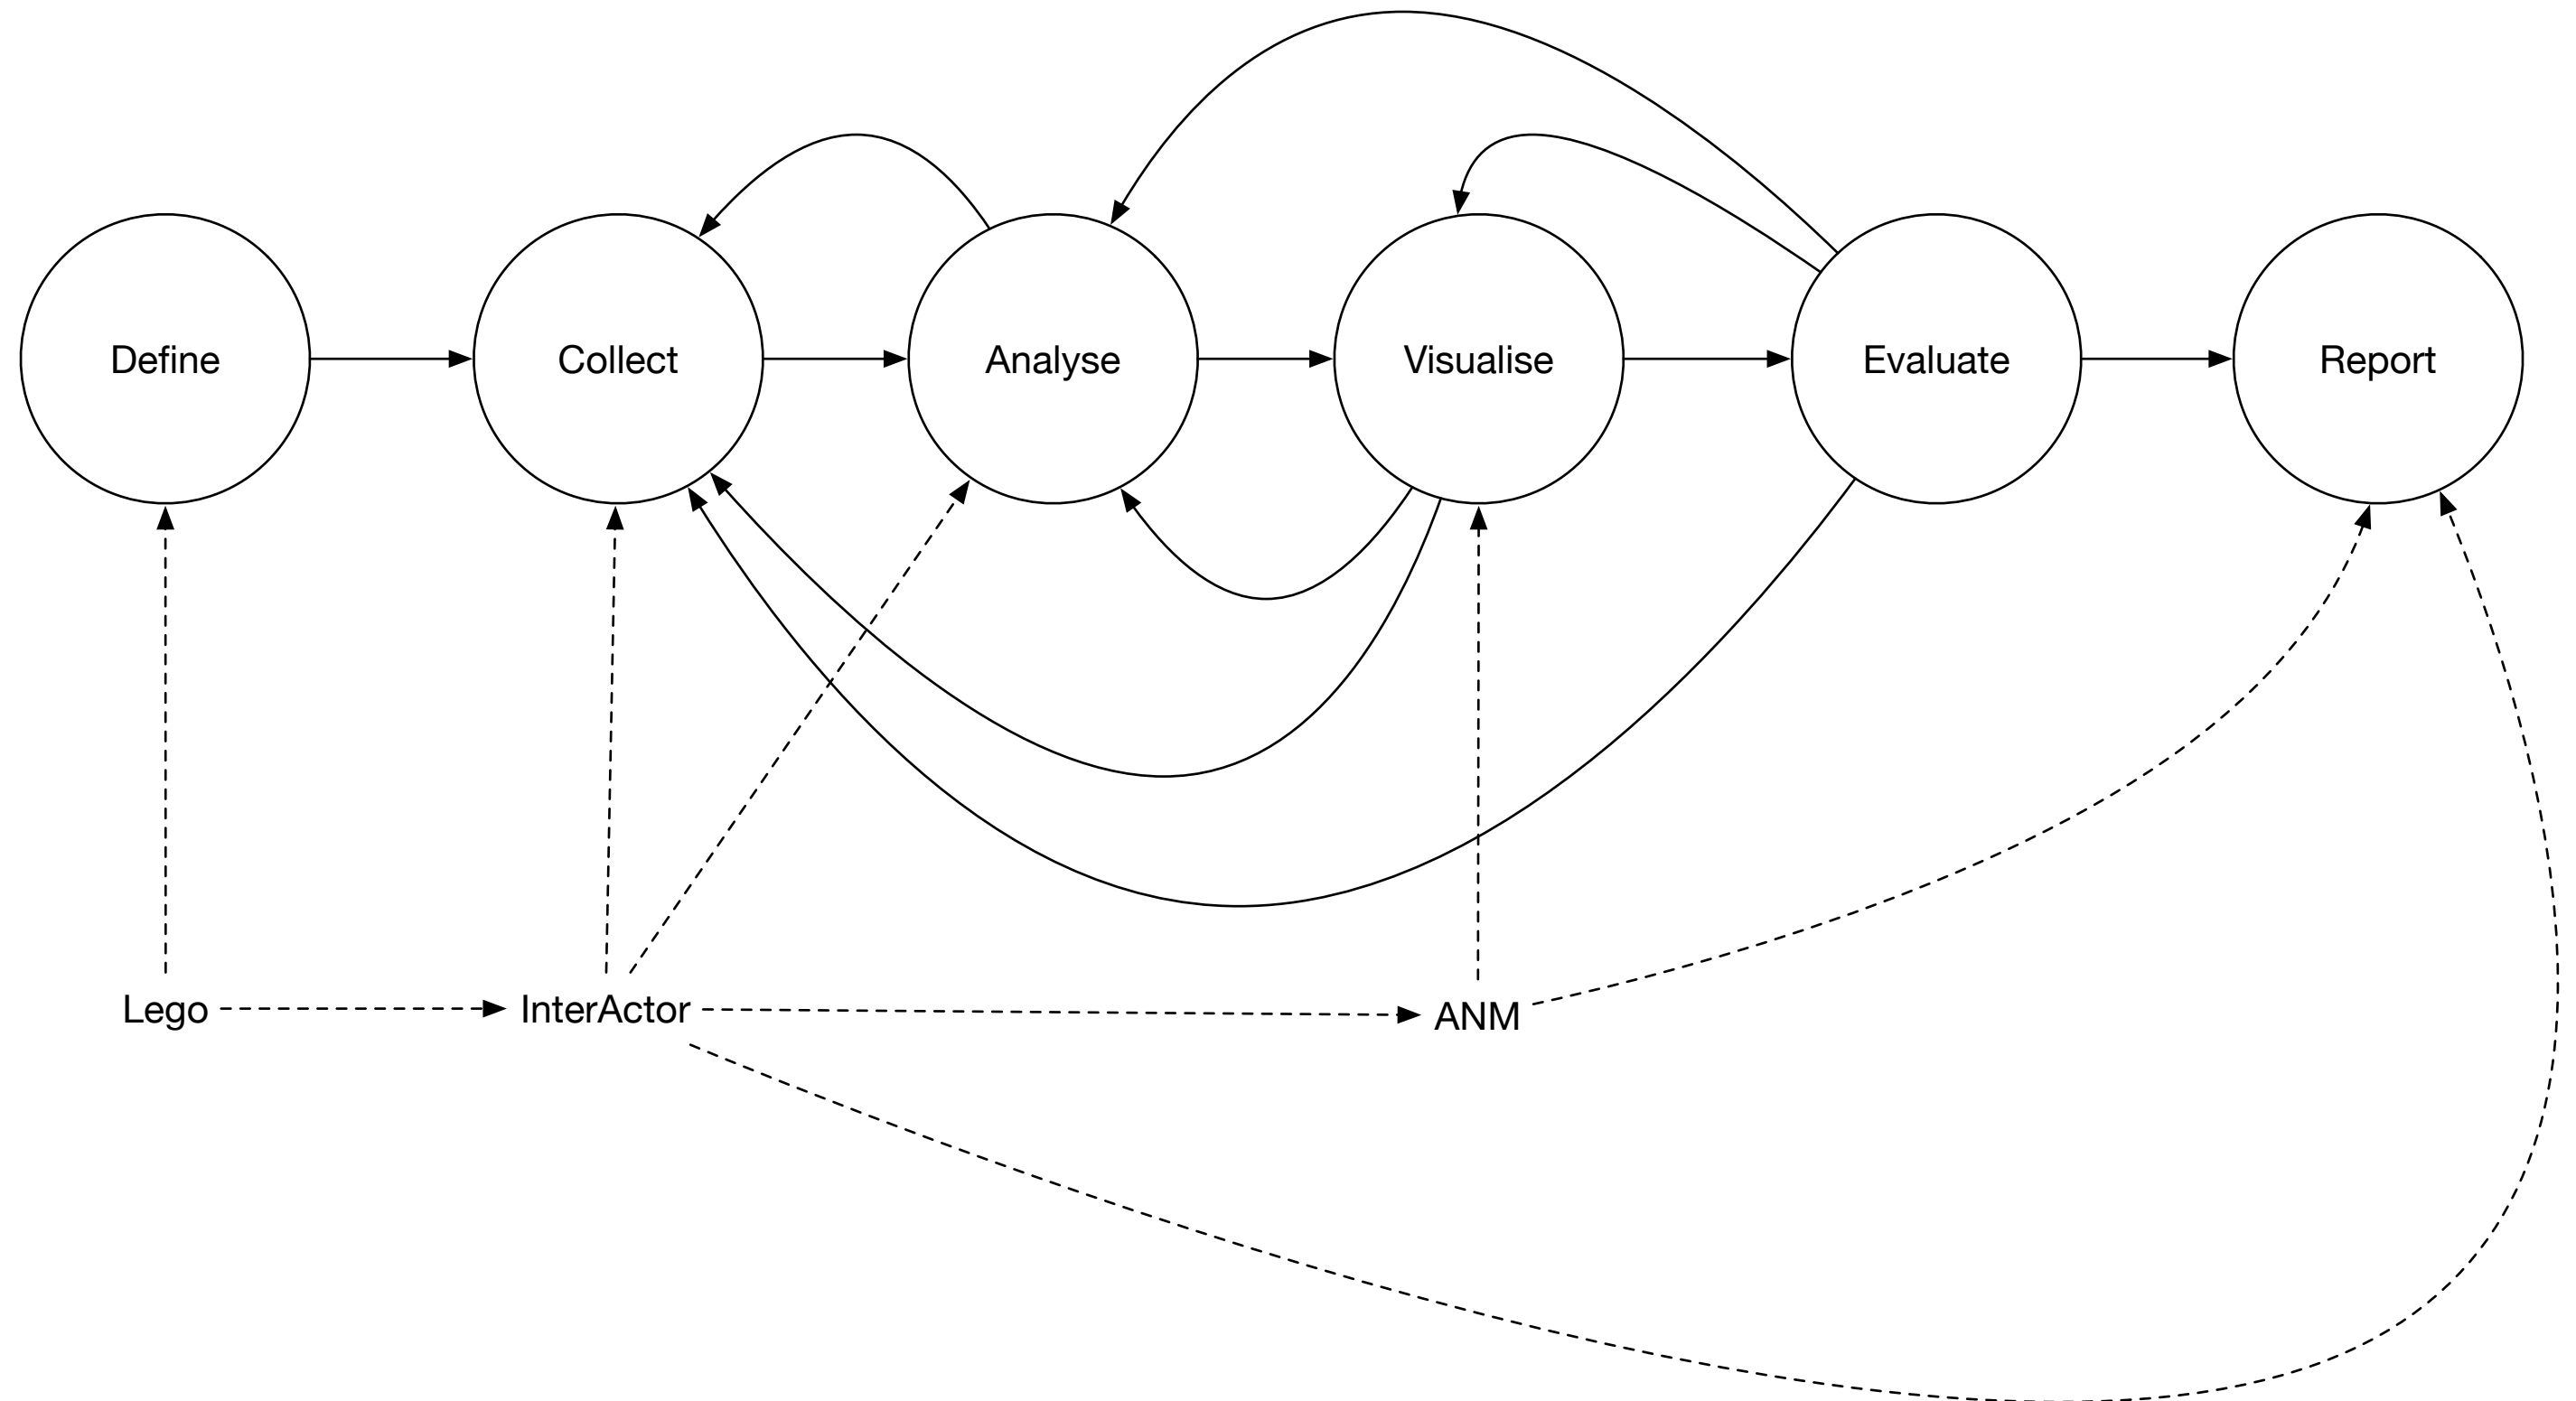 Define
Collect
Analyse
Visualise
Evaluate
Report
Lego
InterActor
ANM